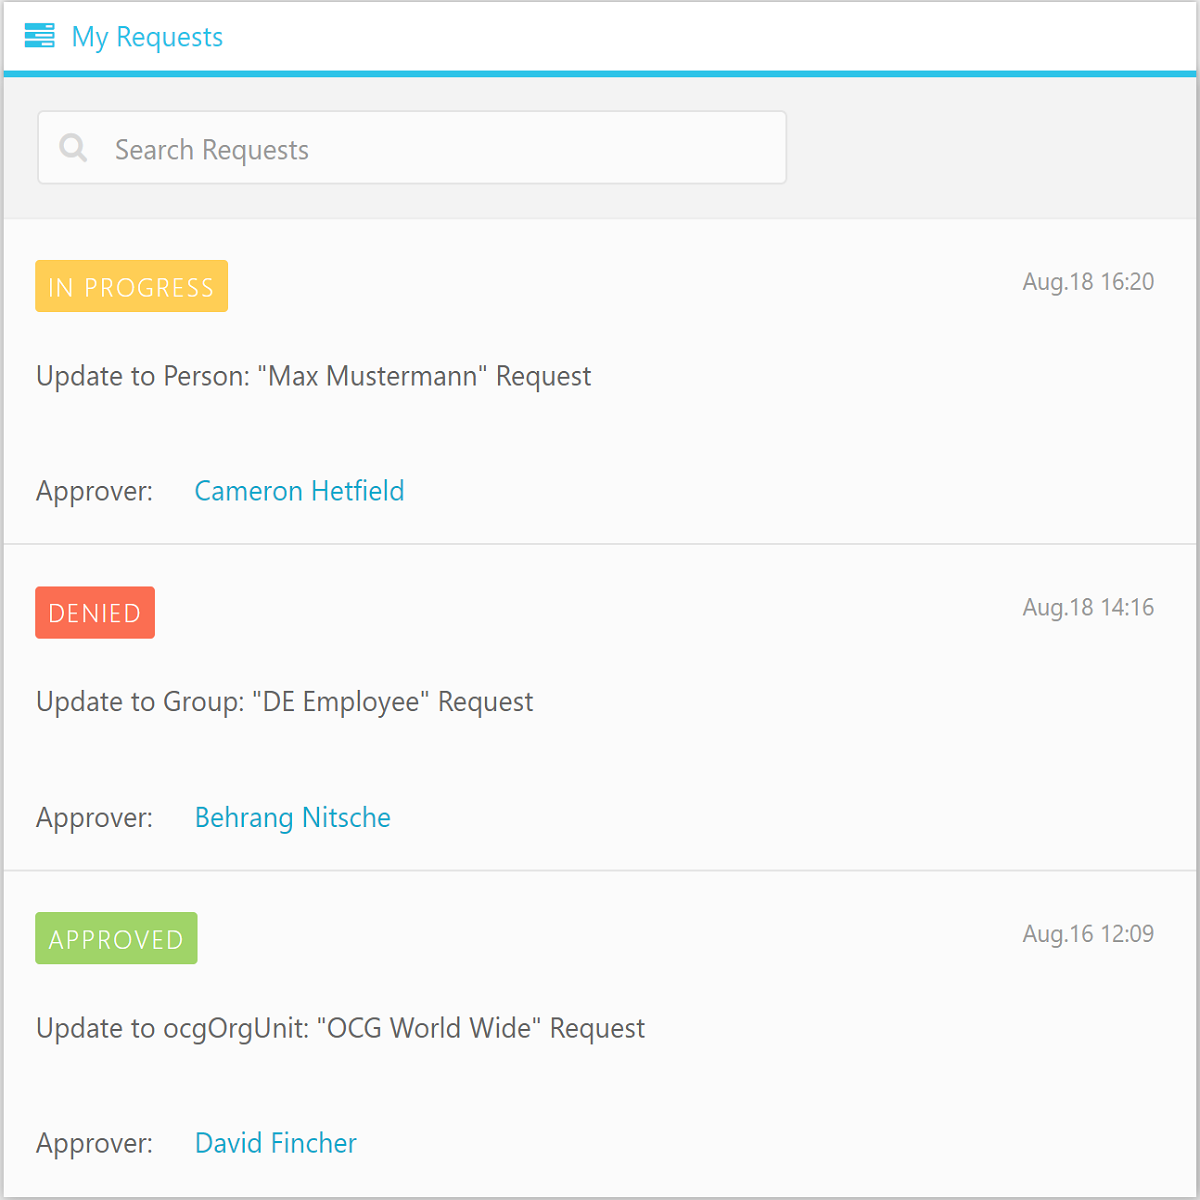 My Requests
Search Requests
IN PROGRESS
Aug.18 16:20
Update to Person: "Max Mustermann" Request
Approver: Cameron Hetfield
DENIED
Aug.18 14:16
Update to Group: "DE Employee" Request
Approver: Behrang Nitsche
APPROVED
Aug.16 12:09
Update to ocgOrgUnit: "OCG World Wide" Request
Approver: David Fincher